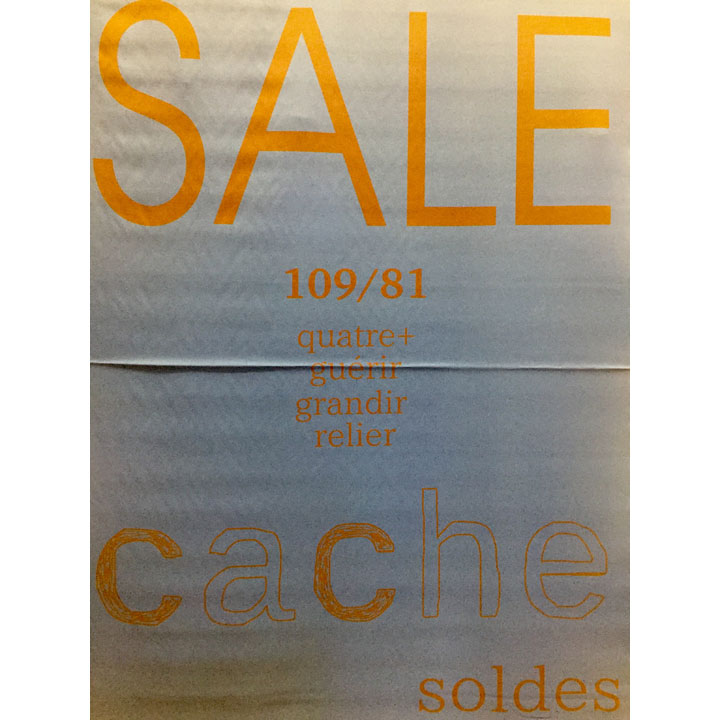 SALE
109/81
quatre+
guérir
grandir
relier
cache
soldes